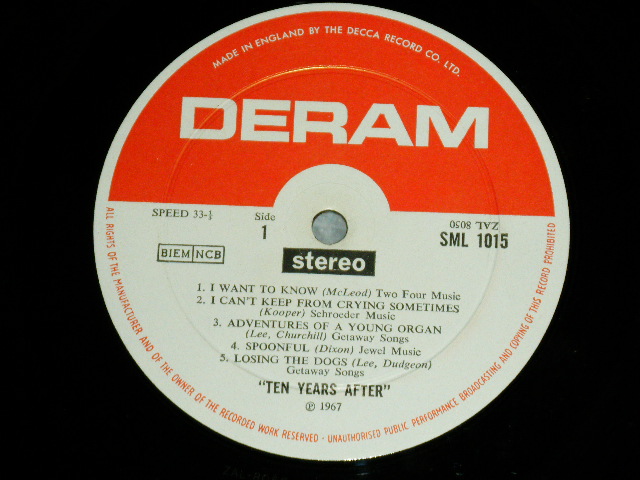 MADE IN ENGLAND BY THE DECCA RECORD CO. LTD.
DERAM
SPEED 33-⅓
Side
1
ZAL 8050
SML 1015
BIEM NCB
stereo
1. I WANT TO KNOW (McLeod) Two Four Music
2. I CAN'T KEEP FROM CRYING SOMETIMES
(Kooper) Schroeder Music
3. ADVENTURES OF A YOUNG ORGAN
(Lee, Churchill) Getaway Songs
4. SPOONFUL (Dixon) Jewel Music
5. LOSING THE DOGS (Lee, Dudgeon)
Getaway Songs
"TEN YEARS AFTER"
℗ 1967
ALL RIGHTS OF THE MANUFACTURER AND OF THE OWNER OF THE RECORDED WORK RESERVED - UNAUTHORISED PUBLIC PERFORMANCE BROADCASTING AND COPYING OF THIS RECORD PROHIBITED